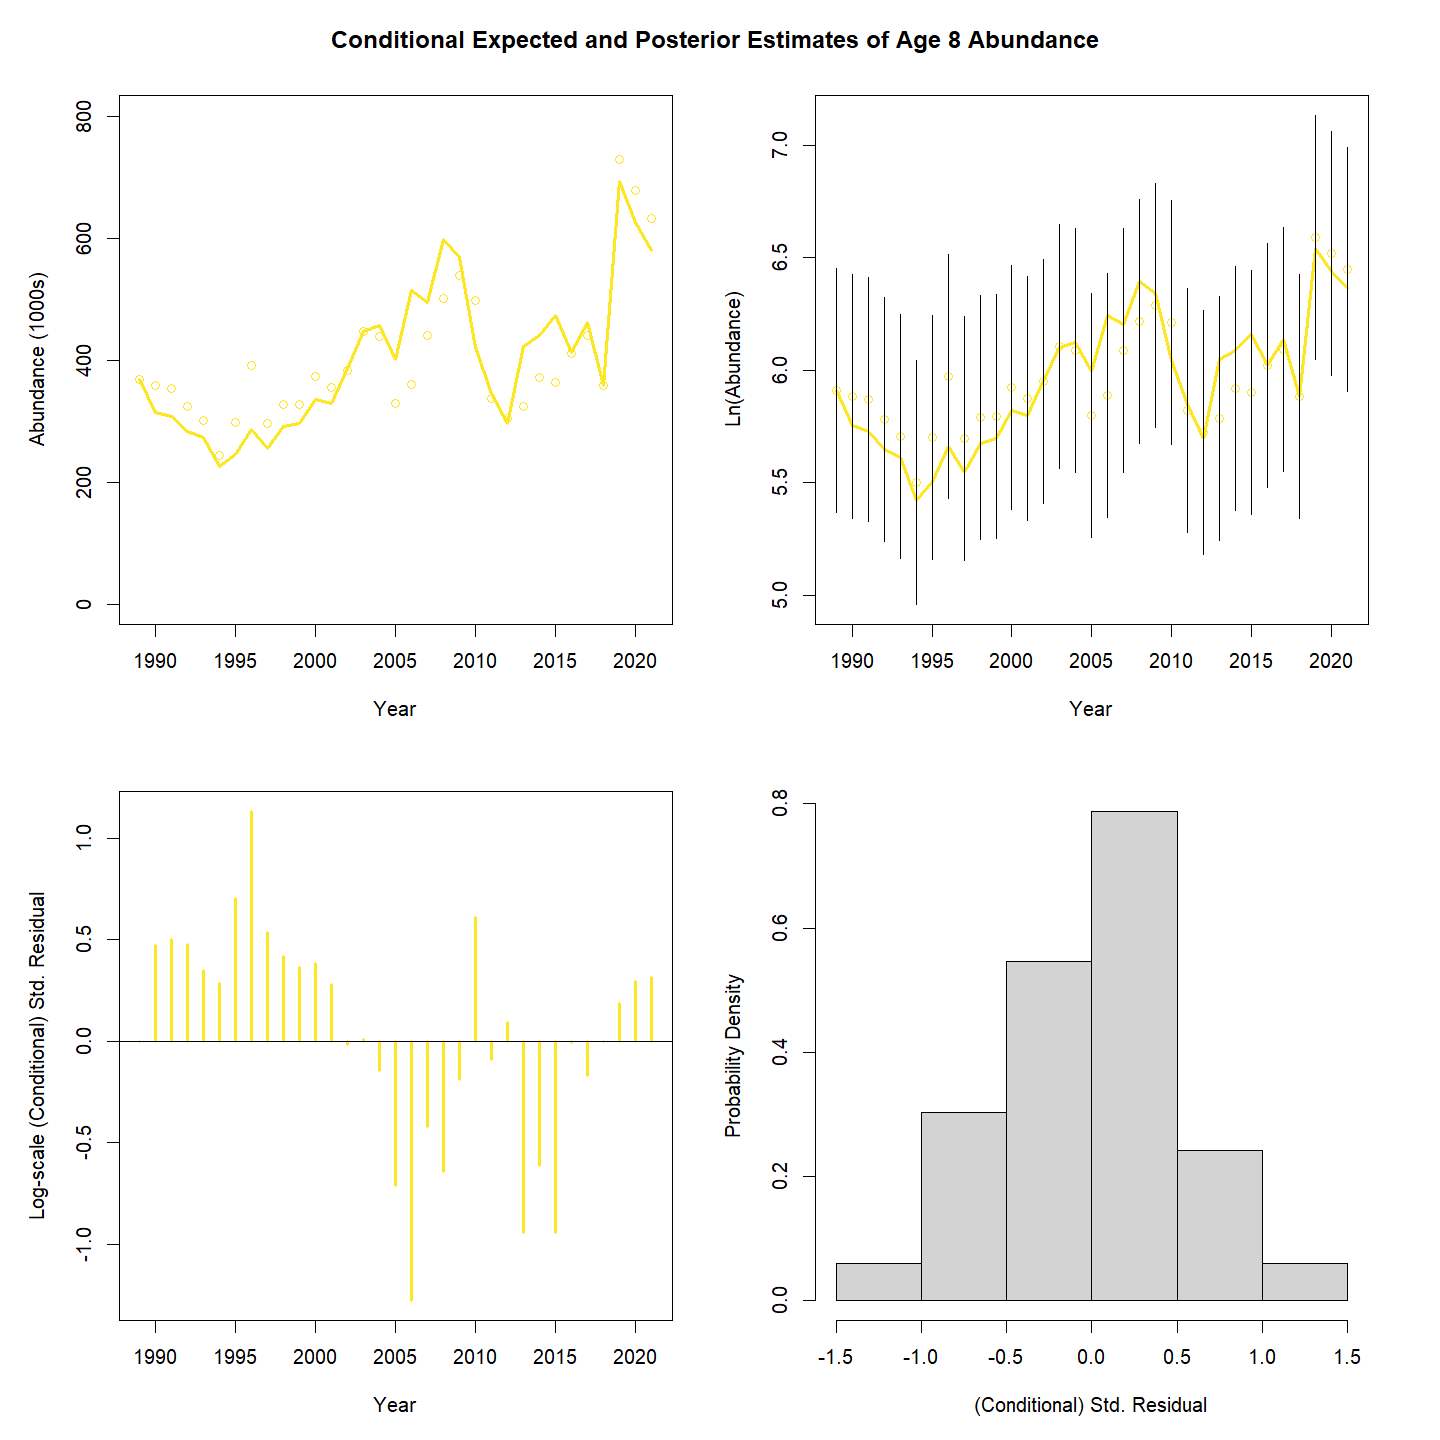 Conditional Expected and Posterior Estimates of Age 8 Abundance
Abundance (1000s)
0
200
400
600
800
1990 1995 2000 2005 2010 2015 2020
Year
Ln(Abundance)
5.0
5.5
6.0
6.5
7.0
1990 1995 2000 2005 2010 2015 2020
Year
Log-scale (Conditional) Std. Residual
-1.0
-0.5
0.0
0.5
1.0
1990 1995 2000 2005 2010 2015 2020
Year
Probability Density
0.0
0.2
0.4
0.6
0.8
-1.5 -1.0 -0.5 0.0 0.5 1.0 1.5
(Conditional) Std. Residual